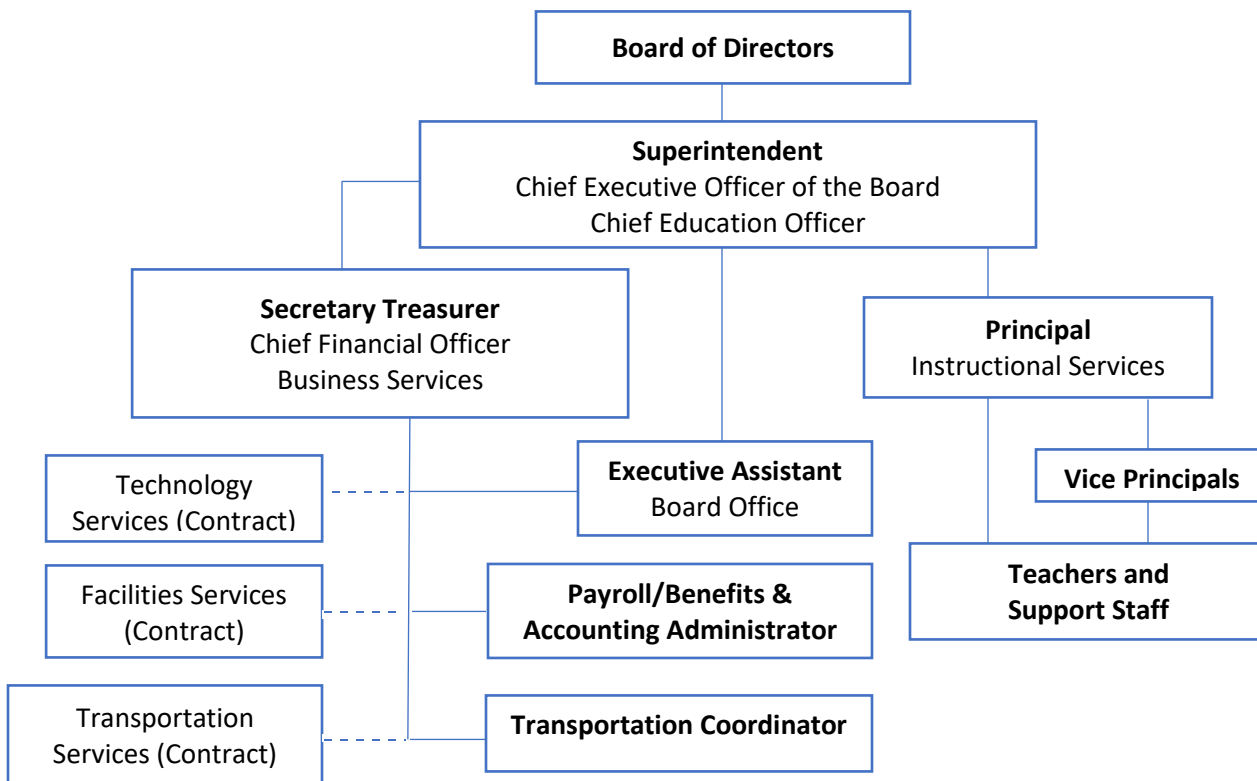 Board of Directors
Superintendent
Chief Executive Officer of the Board
Chief Education Officer
Secretary Treasurer
Chief Financial Officer
Business Services
Principal
Instructional Services
Technology
Services (Contract)
Executive Assistant
Board Office
Vice Principals
Facilities Services
(Contract)
Payroll/Benefits &
Accounting Administrator
Teachers and
Support Staff
Transportation
Services (Contract)
Transportation Coordinator